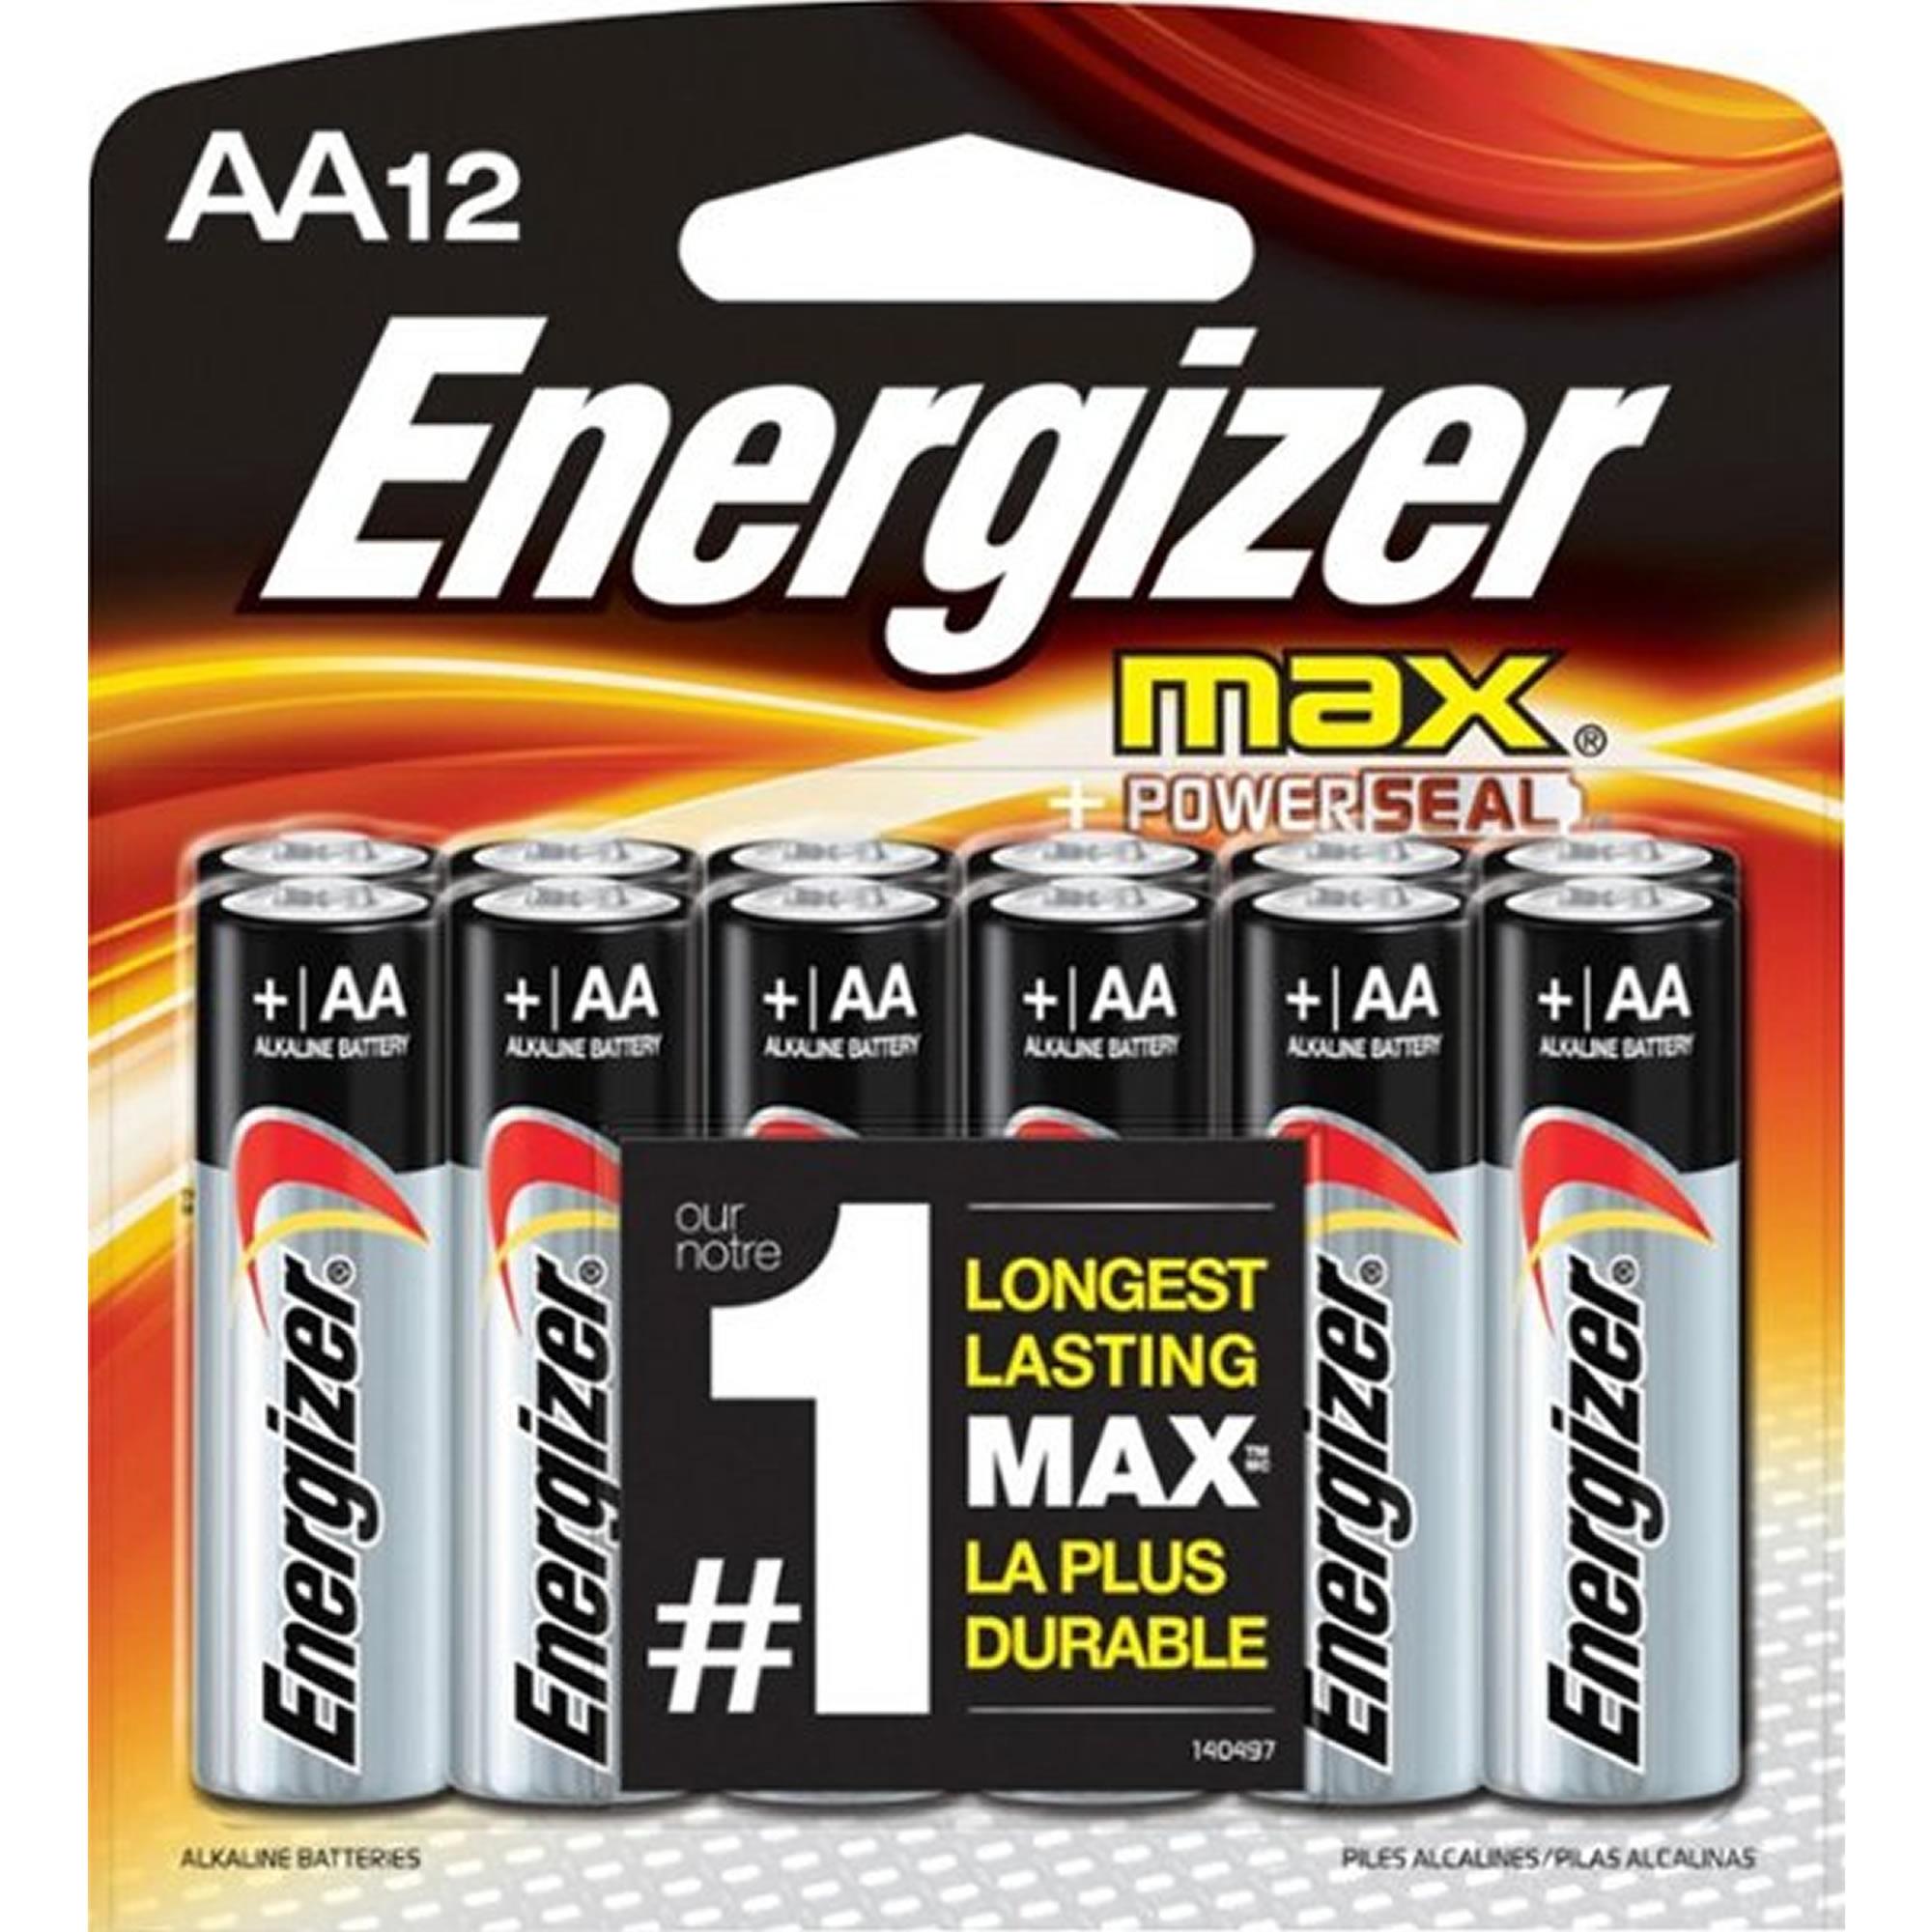 AA12
Energizer
max®
+ POWERSEAL
+|AA
ALKALINE BATTERY
+|AA
ALKALINE BATTERY
+|AA
ALKALINE BATTERY
+|AA
ALKALINE BATTERY
+|AA
ALKALINE BATTERY
+|AA
ALKALINE BATTERY
Energizer®
Energizer®
our
notre
#1
LONGEST
LASTING
MAX™ MC
LA PLUS
DURABLE
140497
Energizer®
Energizer®
ALKALINE BATTERIES
PILES ALCALINES/PILAS ALCALINAS